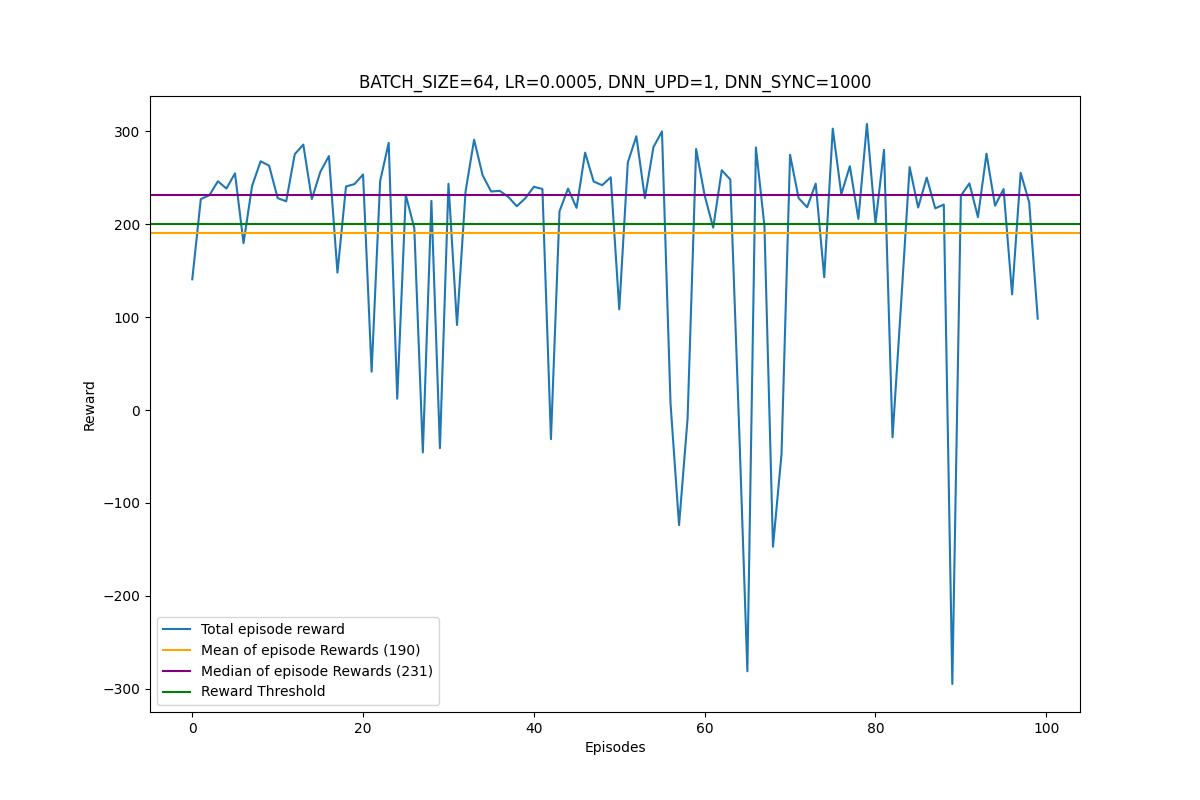 BATCH_SIZE=64, LR=0.0005, DNN_UPD=1, DNN_SYNC=1000
300
200
100
0
−100
−200
−300
Reward
Total episode reward
Mean of episode Rewards (190)
Median of episode Rewards (231)
Reward Threshold
0 20 40 60 80 100
Episodes